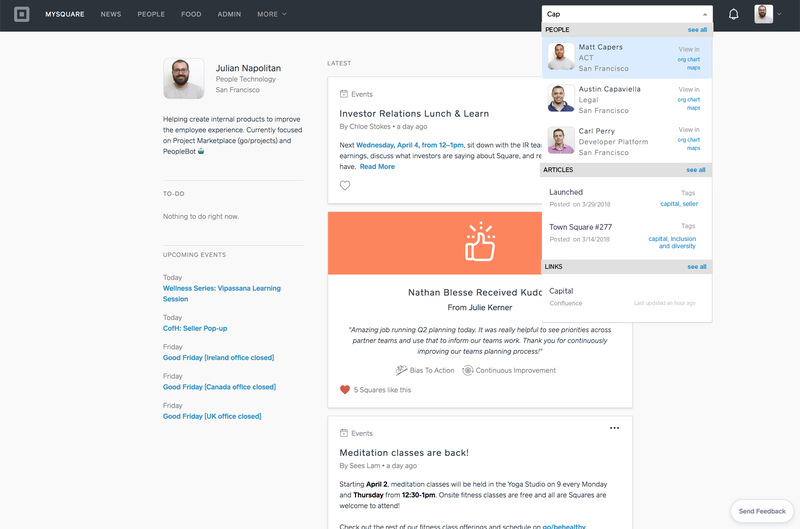 MYSQUARE NEWS PEOPLE FOOD ADMIN MORE
Cap
Julian Napolitan
People Technology
San Francisco
Helping create internal products to improve
the employee experience. Currently focused
on Project Marketplace (go/projects) and
PeopleBot
TO-DO
Nothing to do right now.
UPCOMING EVENTS
Today
Wellness Series: Vipassana Learning
Session
Today
CofH: Seller Pop-up
Friday
Good Friday [Ireland office closed]
Friday
Good Friday [Canada office closed]
Friday
Good Friday [UK office closed]
LATEST
Events
Investor Relations Lunch & Learn
By Chloe Stokes • a day ago
Next Wednesday, April 4, from 12–1pm, sit down with the IR team
earnings, discuss what investors are saying about Square, and re
have. Read More
Nathan Blesse Received Kudo
From Julie Kerner
"Amazing job running Q2 planning today. It was really helpful to see priorities across
partner teams and use that to inform our teams work. Thank you for continuously
improving our teams planning process!"
Bias To Action Continuous Improvement
5 Squares like this
Events
Meditation classes are back!
By Sees Lam • a day ago
Starting April 2, meditation classes will be held in the Yoga Studio on 9 every Monday
and Thursday from 12:30-1pm. Onsite fitness classes are free and all are Squares are
welcome to attend!
Check out the rest of our fitness class offerings and schedule on go/behealthy
PEOPLE see all
Matt Capers
ACT
San Francisco
View in
org chart
maps
Austin Capaviella
Legal
San Francisco
View in
org chart
maps
Carl Perry
Developer Platform
San Francisco
View in
org chart
maps
ARTICLES see all
Launched Tags
Posted on 3/29/2018 capital, seller
Town Square #277 Tags
Posted on 3/14/2018 capital, inclusion
and diversity
LINKS see all
Capital
Confluence Last updated an hour ago
Send Feedback